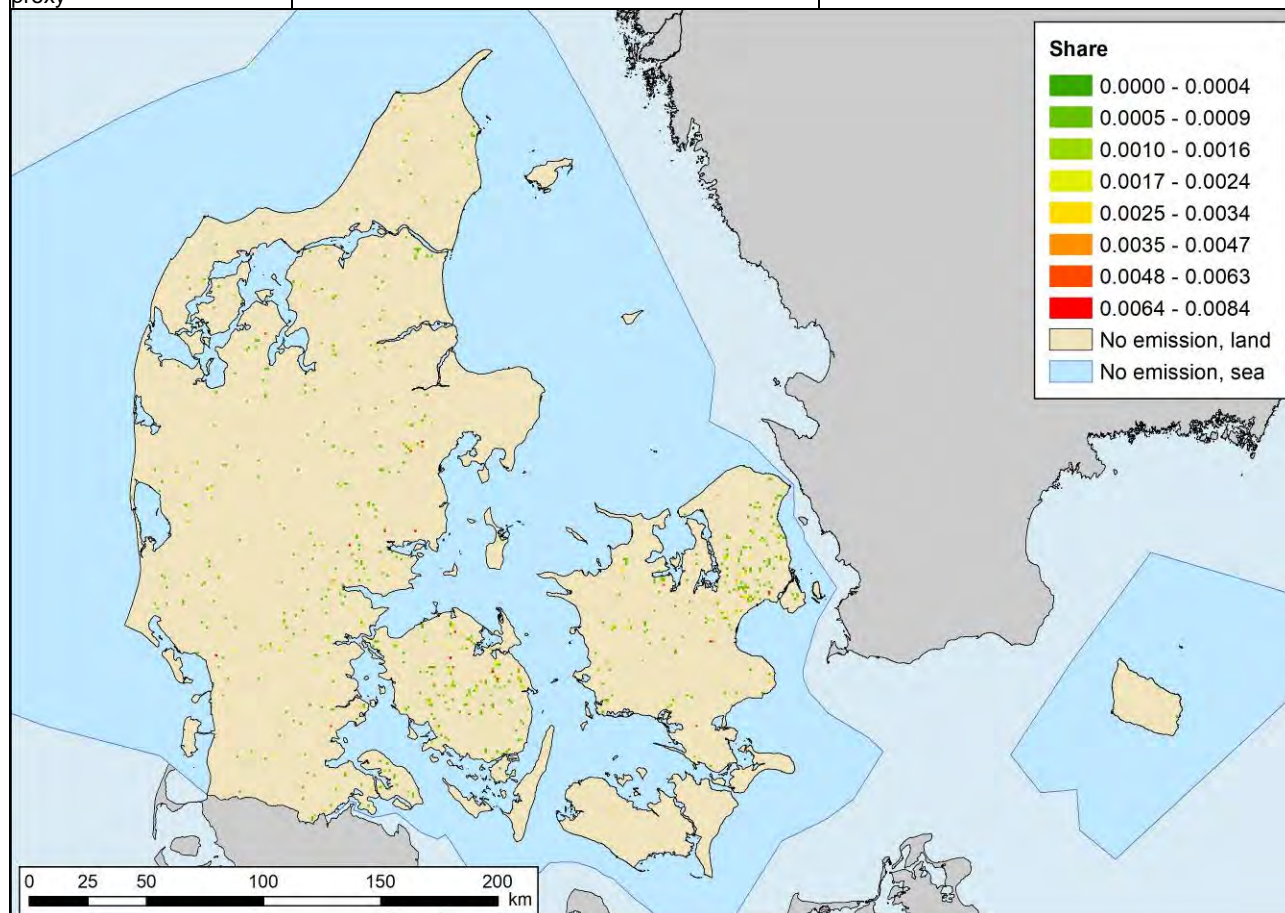 proxy
Share
0.0000 - 0.0004
0.0005 - 0.0009
0.0010 - 0.0016
0.0017 - 0.0024
0.0025 - 0.0034
0.0035 - 0.0047
0.0048 - 0.0063
0.0064 - 0.0084
No emission, land
No emission, sea
0 25 50 100 150 200
km